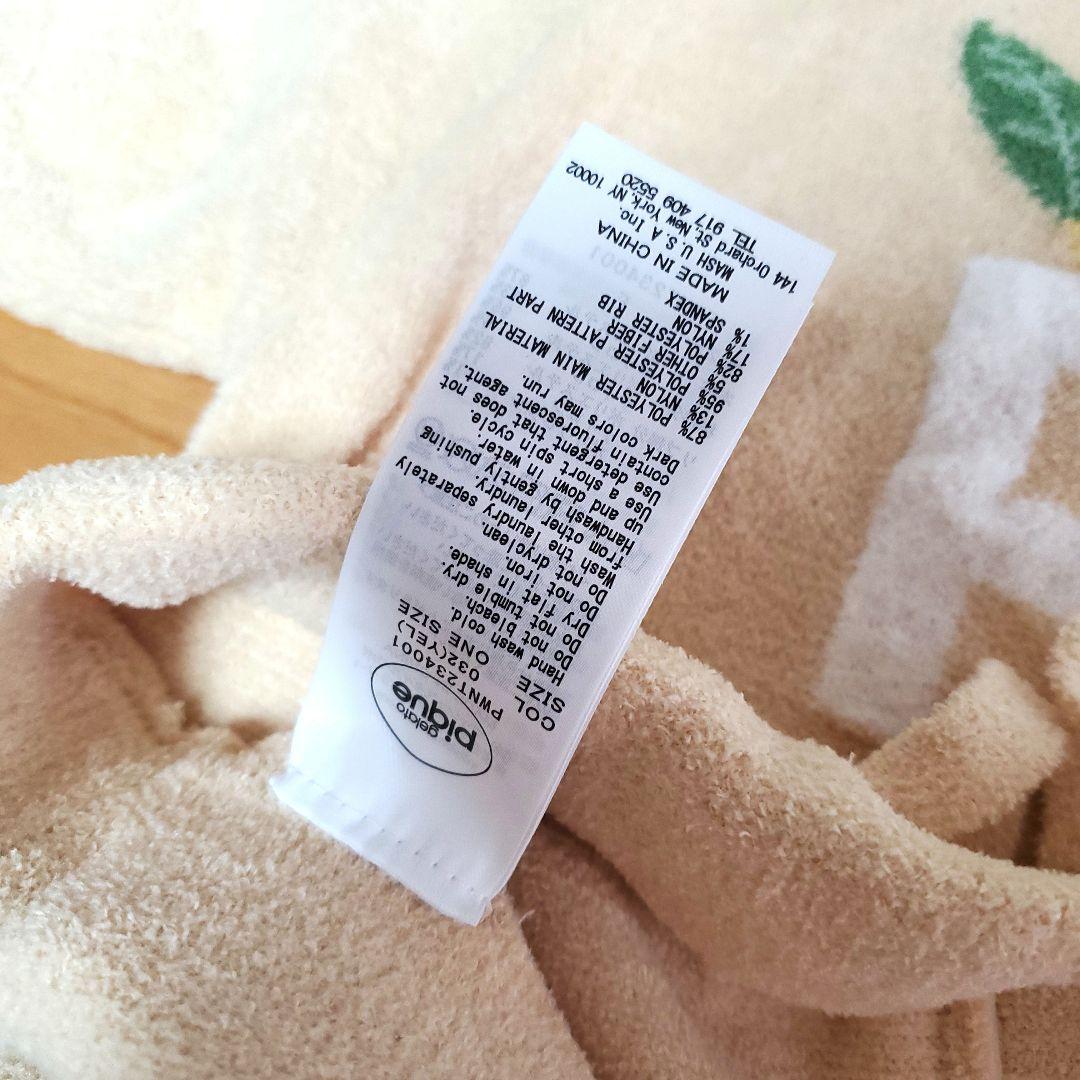 gelato
pique
PWNT234001
COL 032(YEL)
SIZE ONE SIZE
Hand wash cold.
Do not bleach.
Do not tumble dry.
Dry flat in shade.
Do not iron.
Do not dryclean.
Wash the laundry separately
from other laundry.
Handwash by gently pushing
up and down in water.
Use a short spin cycle.
Use detergent that does not
contain fluorescent agent.
Dark colors may run.
87% POLYESTER MAIN MATERIAL
13% NYLON
95% POLYESTER PATTERN PART
5% OTHER FIBER
82% POLYESTER RIB
17% NYLON
1% SPANDEX
MADE IN CHINA
MASH U.S.A Inc.
144 Orchard St, New York, NY 10002
TEL 917 409 5520